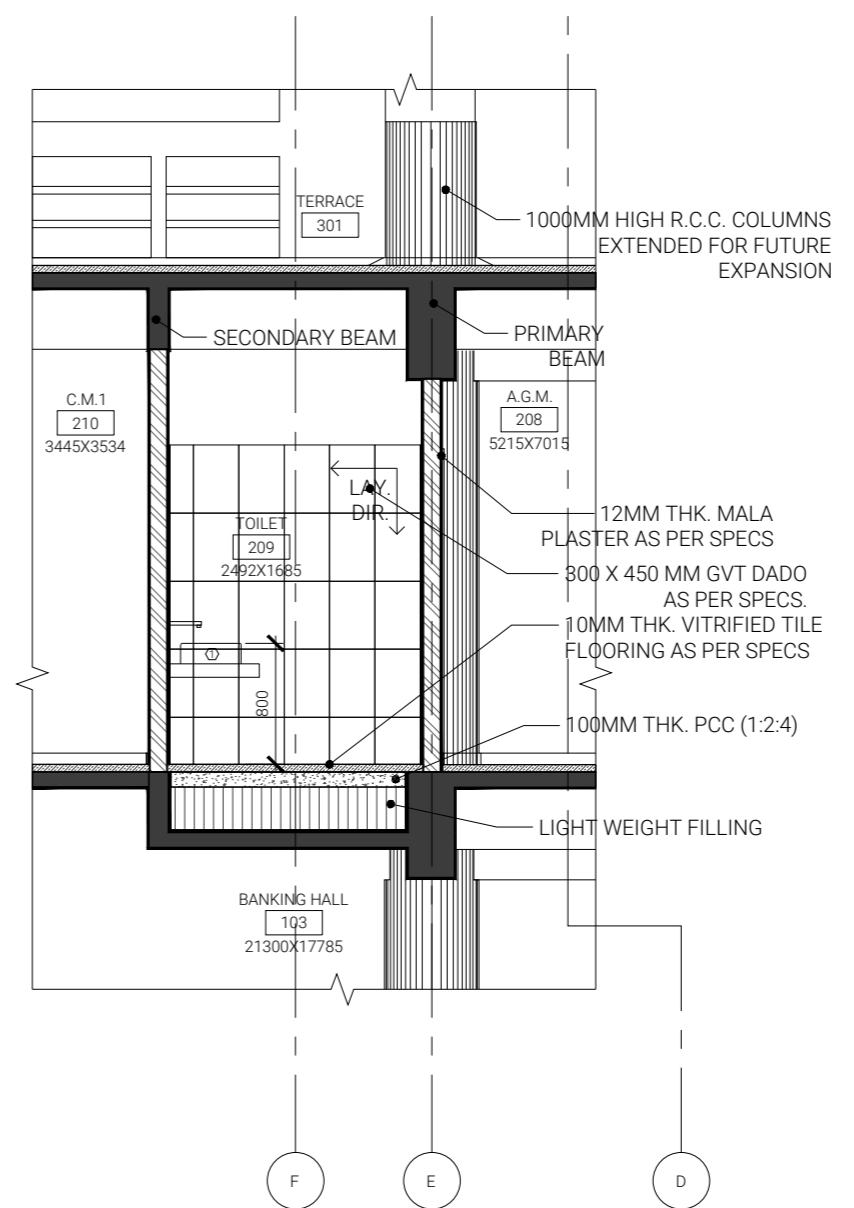 TERRACE
301
1000MM HIGH R.C.C. COLUMNS
EXTENDED FOR FUTURE
EXPANSION
SECONDARY BEAM
PRIMARY
BEAM
C.M.1
210
3445X3534
A.G.M.
208
5215X7015
LAY.
DIR.
TOILET
209
2492X1685
12MM THK. MALA
PLASTER AS PER SPECS
300 X 450 MM GVT DADO
AS PER SPECS.
10MM THK. VITRIFIED TILE
FLOORING AS PER SPECS
1
800
100MM THK. PCC (1:2:4)
LIGHT WEIGHT FILLING
BANKING HALL
103
21300X17785
F
E
D